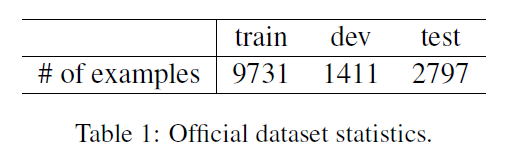 train dev test
# of examples 9731 1411 2797
Table 1: Official dataset statistics.